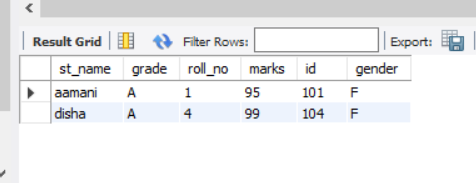 Result Grid Filter Rows: Export:
st_name grade roll_no marks id gender
aamani A 1 95 101 F
disha A 4 99 104 F